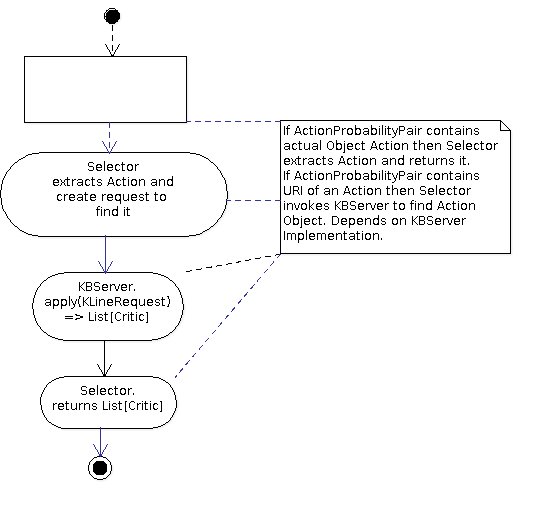 If ActionProbabilityPair contains
actual Object Action then Selector
extracts Action and returns it.
If ActionProbabilityPair contains
URI of an Action then Selector
invokes KBServer to find Action
Object. Depends on KBServer
Implementation.
Selector
extracts Action and
create request to
find it
KBServer.
apply(KLineRequest)
=> List[Critic]
Selector.
returns List[Critic]